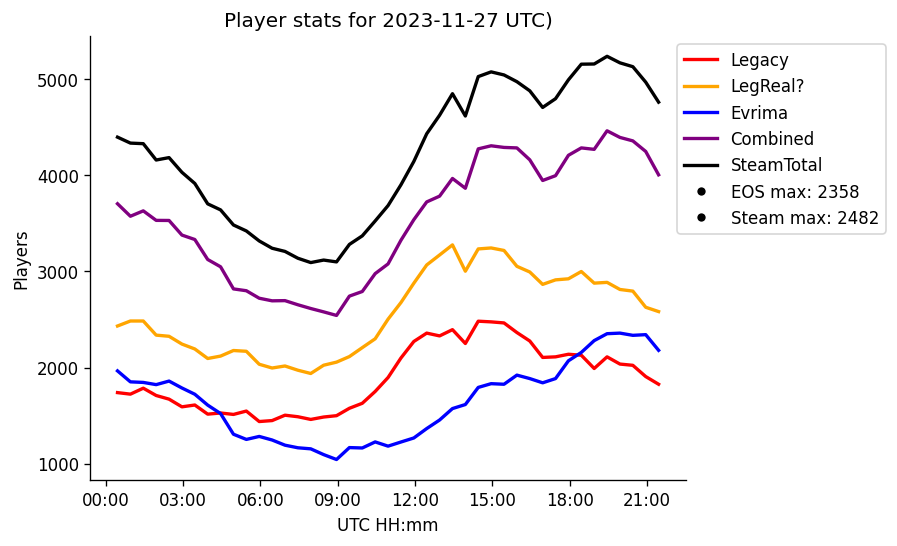 Player stats for 2023-11-27 UTC)
Legacy
LegReal?
Evrima
Combined
SteamTotal
EOS max: 2358
Steam max: 2482
Players
5000
4000
3000
2000
1000
00:00 03:00 06:00 09:00 12:00 15:00 18:00 21:00
UTC HH:mm